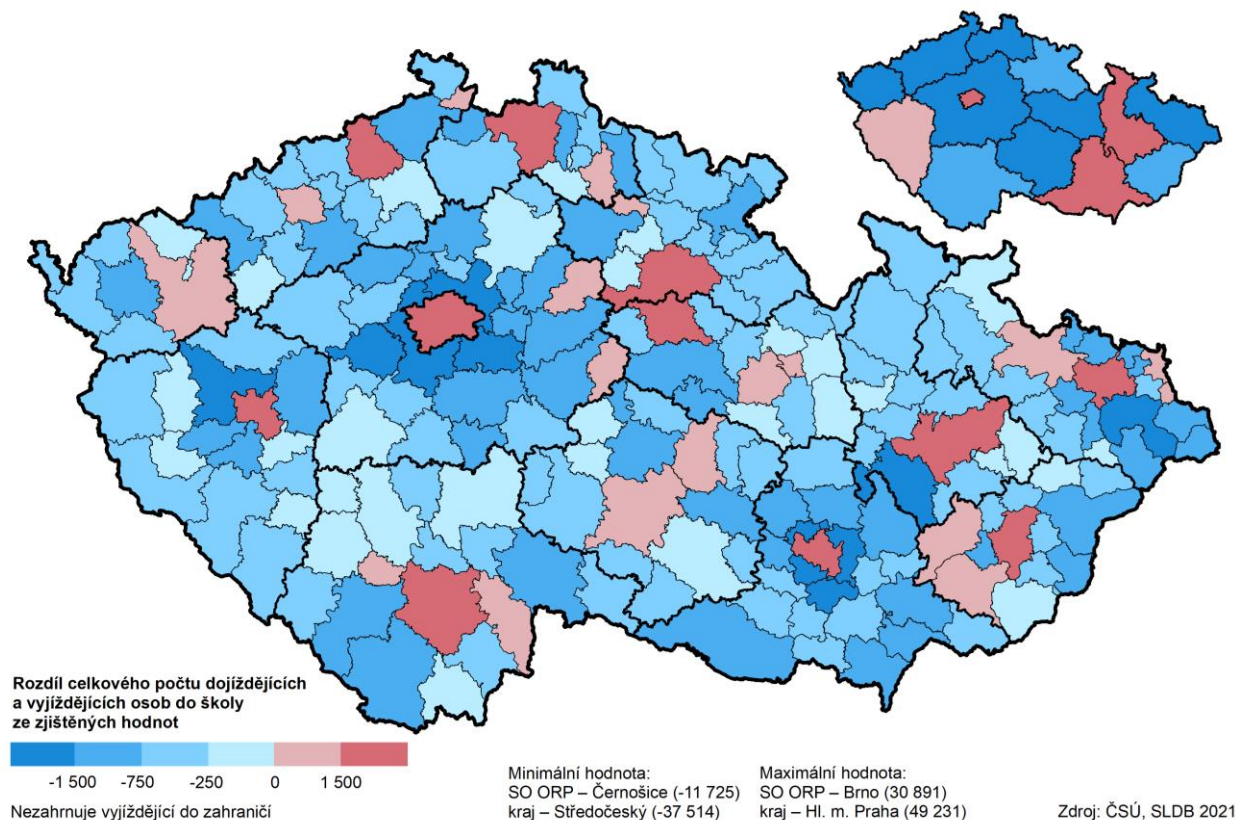 Rozdíl celkového počtu dojíždějících
a vyjíždějících osob do školy
ze zjištěných hodnot
-1 500 -750 -250 0 1 500
Nezahrnuje vyjíždějící do zahraničí
Minimální hodnota:
SO ORP – Černošice (-11 725)
kraj – Středočeský (-37 514)
Maximální hodnota:
SO ORP – Brno (30 891)
kraj – Hl. m. Praha (49 231)
Zdroj: ČSÚ, SLDB 2021